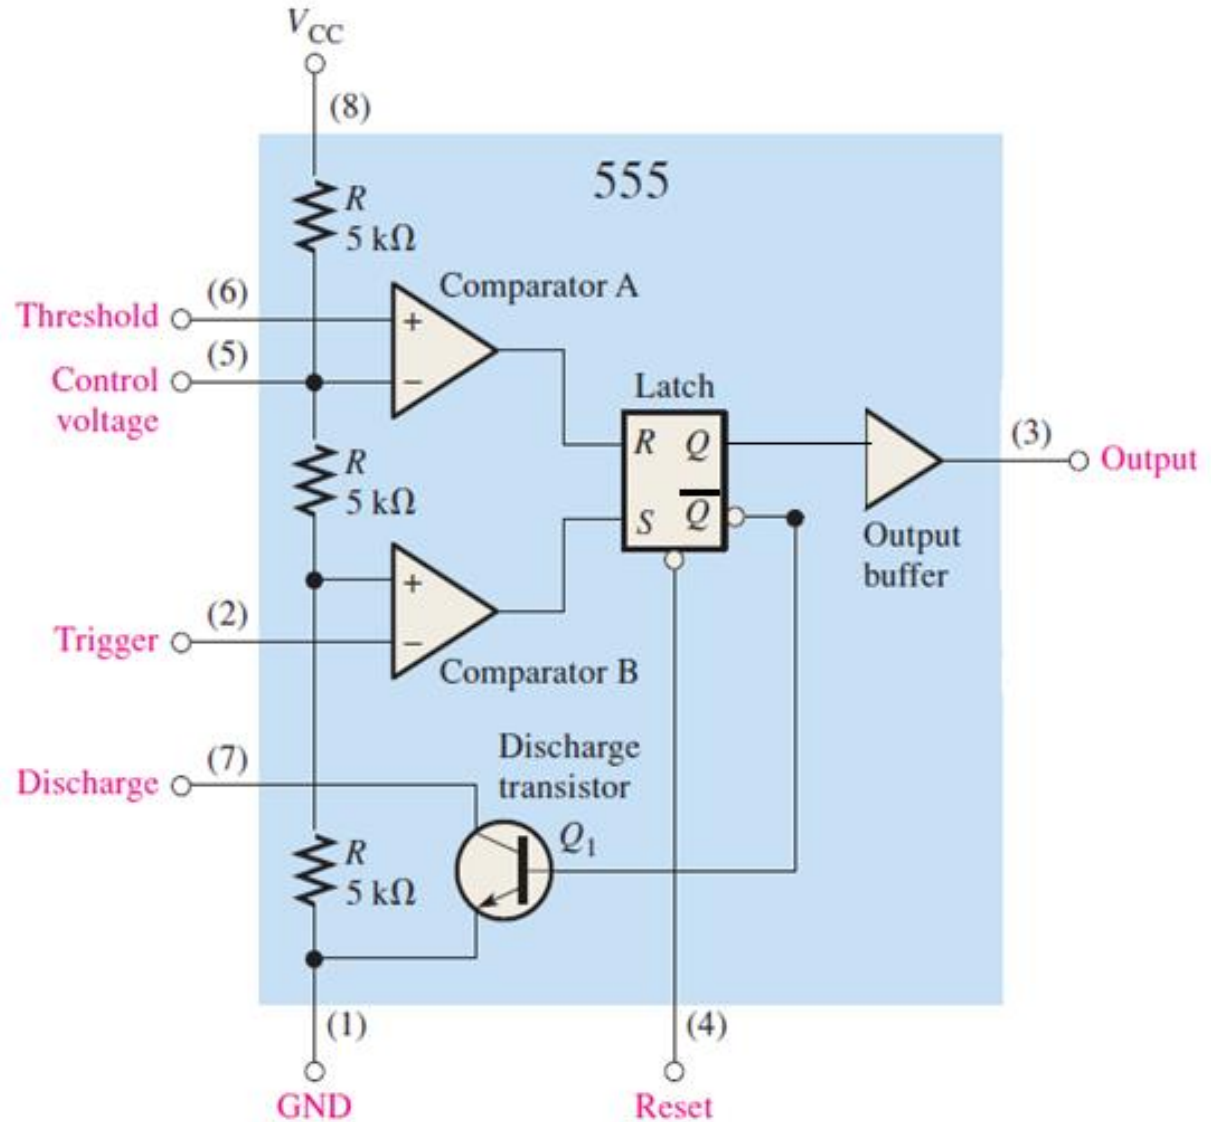 VCC
(8)
555
R
5 kΩ
Comparator A
(6)
Threshold
+
(5)
Control
voltage
−
Latch
R Q
S Q̅
(3)
Output
Output
buffer
R
5 kΩ
+
(2)
Trigger
−
Comparator B
(7)
Discharge
Discharge
transistor
Q1
R
5 kΩ
(1)
(4)
GND
Reset